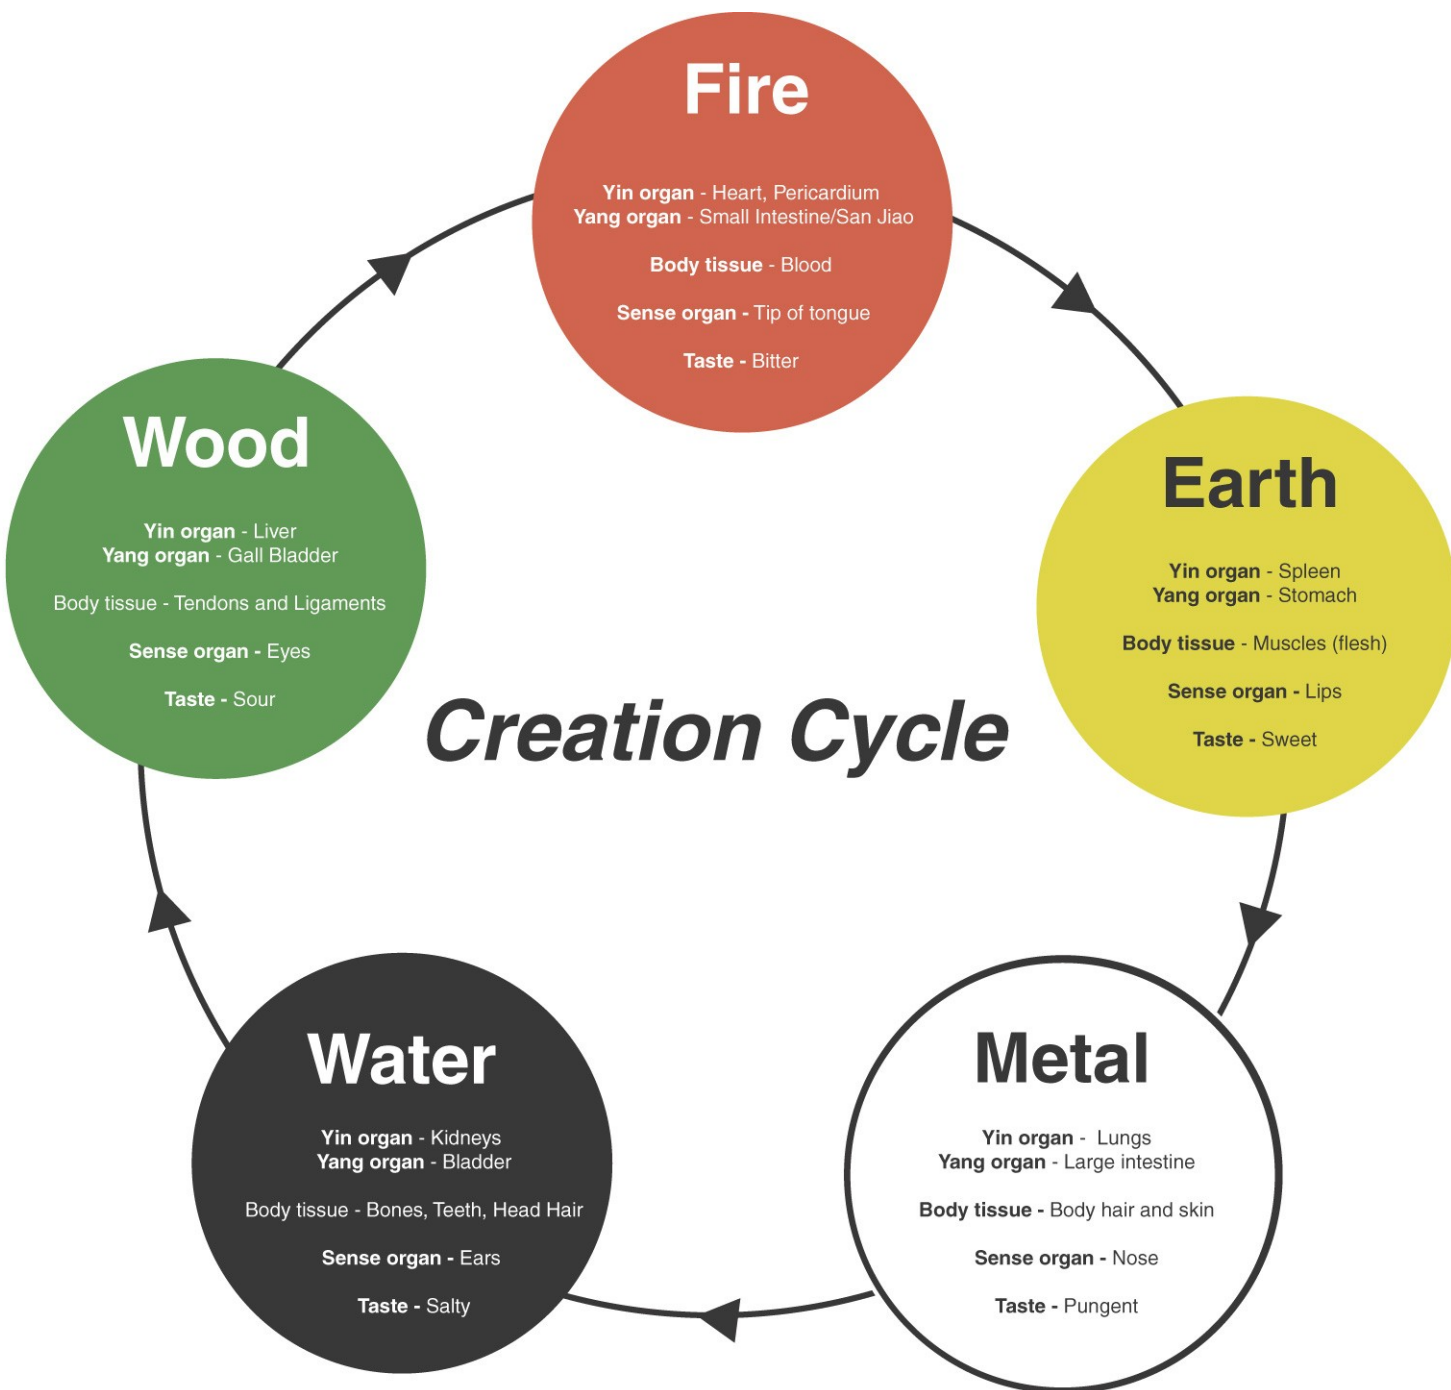 Fire
Yin organ - Heart, Pericardium
Yang organ - Small Intestine/San Jiao
Body tissue - Blood
Sense organ - Tip of tongue
Taste - Bitter
Earth
Yin organ - Spleen
Yang organ - Stomach
Body tissue - Muscles (flesh)
Sense organ - Lips
Taste - Sweet
Metal
Yin organ - Lungs
Yang organ - Large intestine
Body tissue - Body hair and skin
Sense organ - Nose
Taste - Pungent
Water
Yin organ - Kidneys
Yang organ - Bladder
Body tissue - Bones, Teeth, Head Hair
Sense organ - Ears
Taste - Salty
Wood
Yin organ - Liver
Yang organ - Gall Bladder
Body tissue - Tendons and Ligaments
Sense organ - Eyes
Taste - Sour
Creation Cycle